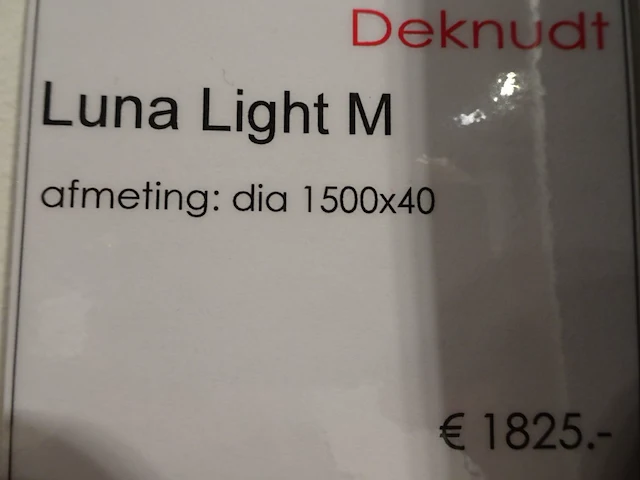 Deknudt
Luna Light M
afmeting: dia 1500x40
€ 1825.-